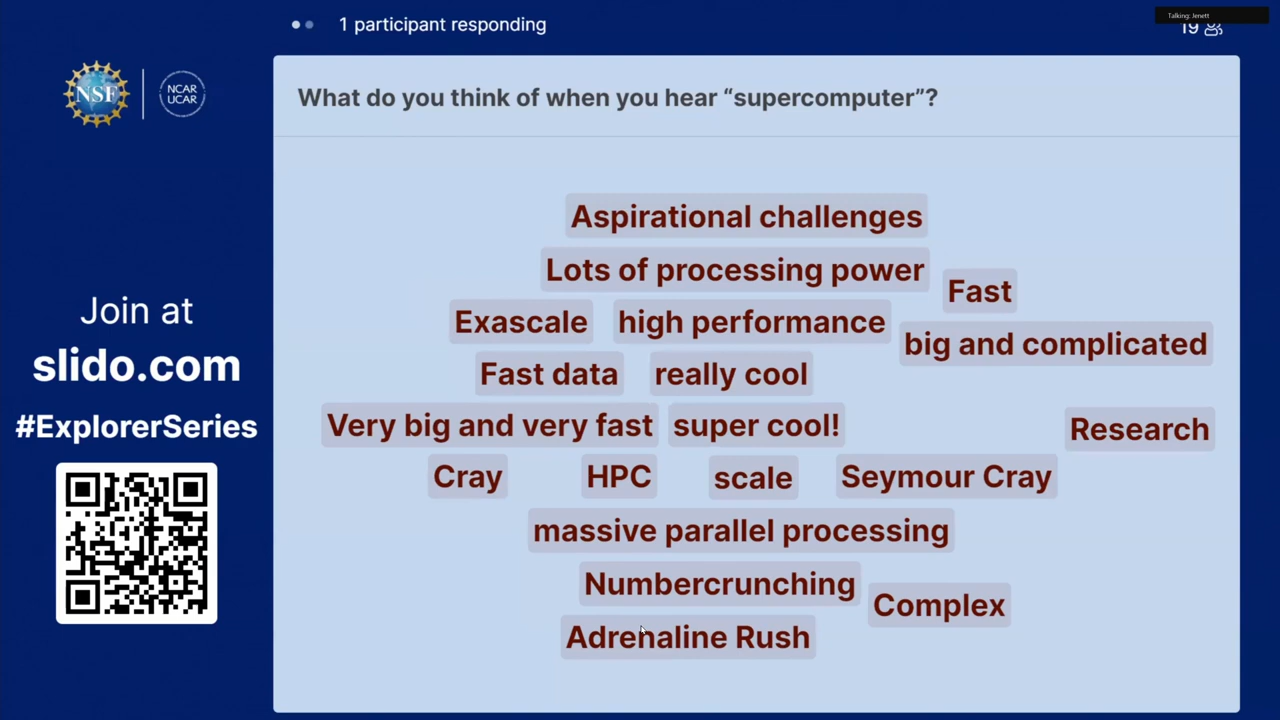 1 participant responding
Talking: Jenett
19
NSF
NCAR
UCAR
What do you think of when you hear “supercomputer”?
Aspirational challenges
Lots of processing power
Fast
Exascale
high performance
big and complicated
Fast data
really cool
Very big and very fast
super cool!
Research
Cray
HPC
scale
Seymour Cray
massive parallel processing
Numbercrunching
Complex
Adrenaline Rush
Join at
slido.com
#ExplorerSeries